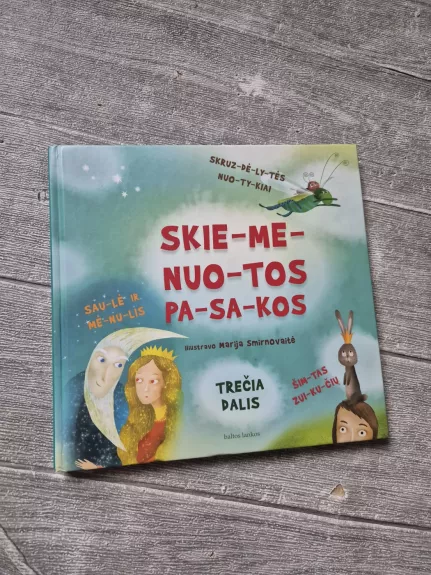 SKRUZ-DĖ-LY-TĖS
NUO-TY-KIAI
SKIE-ME-
NUO-TOS
PA-SA-KOS
SAU-LĖ IR
MĖ-NU-LIS
Iliustravo Marija Smirnovaitė
TREČIA
DALIS
ŠIM-TAS
ZUI-KU-ČIŲ
baltos lankos